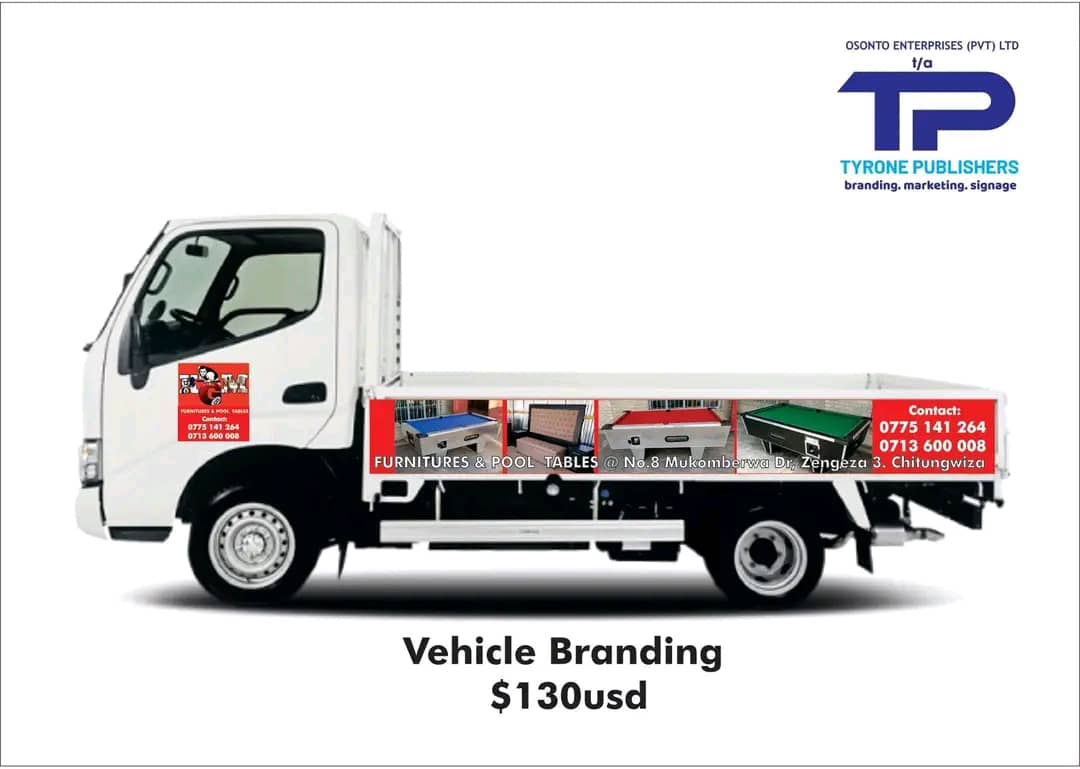 OSONTO ENTERPRISES (PVT) LTD
t/a
TP
TYRONE PUBLISHERS
branding. marketing. signage
FURNITURES & POOL TABLES
Contact:
0775 141 264
0713 600 008
Contact:
0775 141 264
0713 600 008
FURNITURES & POOL TABLES @ No.8 Mukomberwa Dr, Zengeza 3. Chitungwiza
Vehicle Branding
$130usd